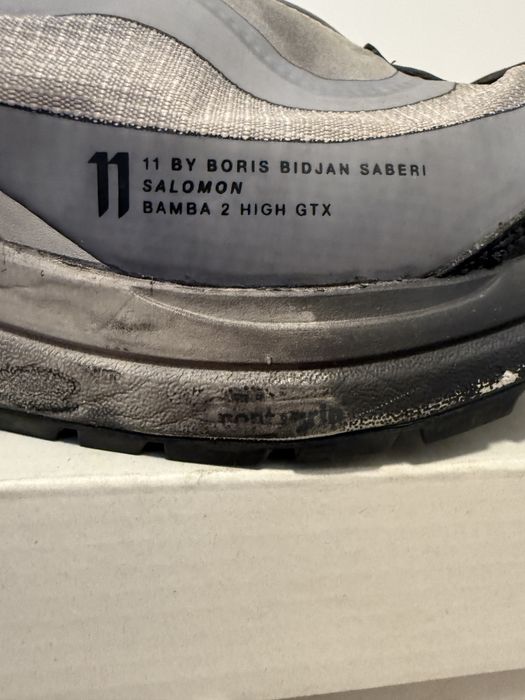 11
11 BY BORIS BIDJAN SABERI
SALOMON
BAMBA 2 HIGH GTX